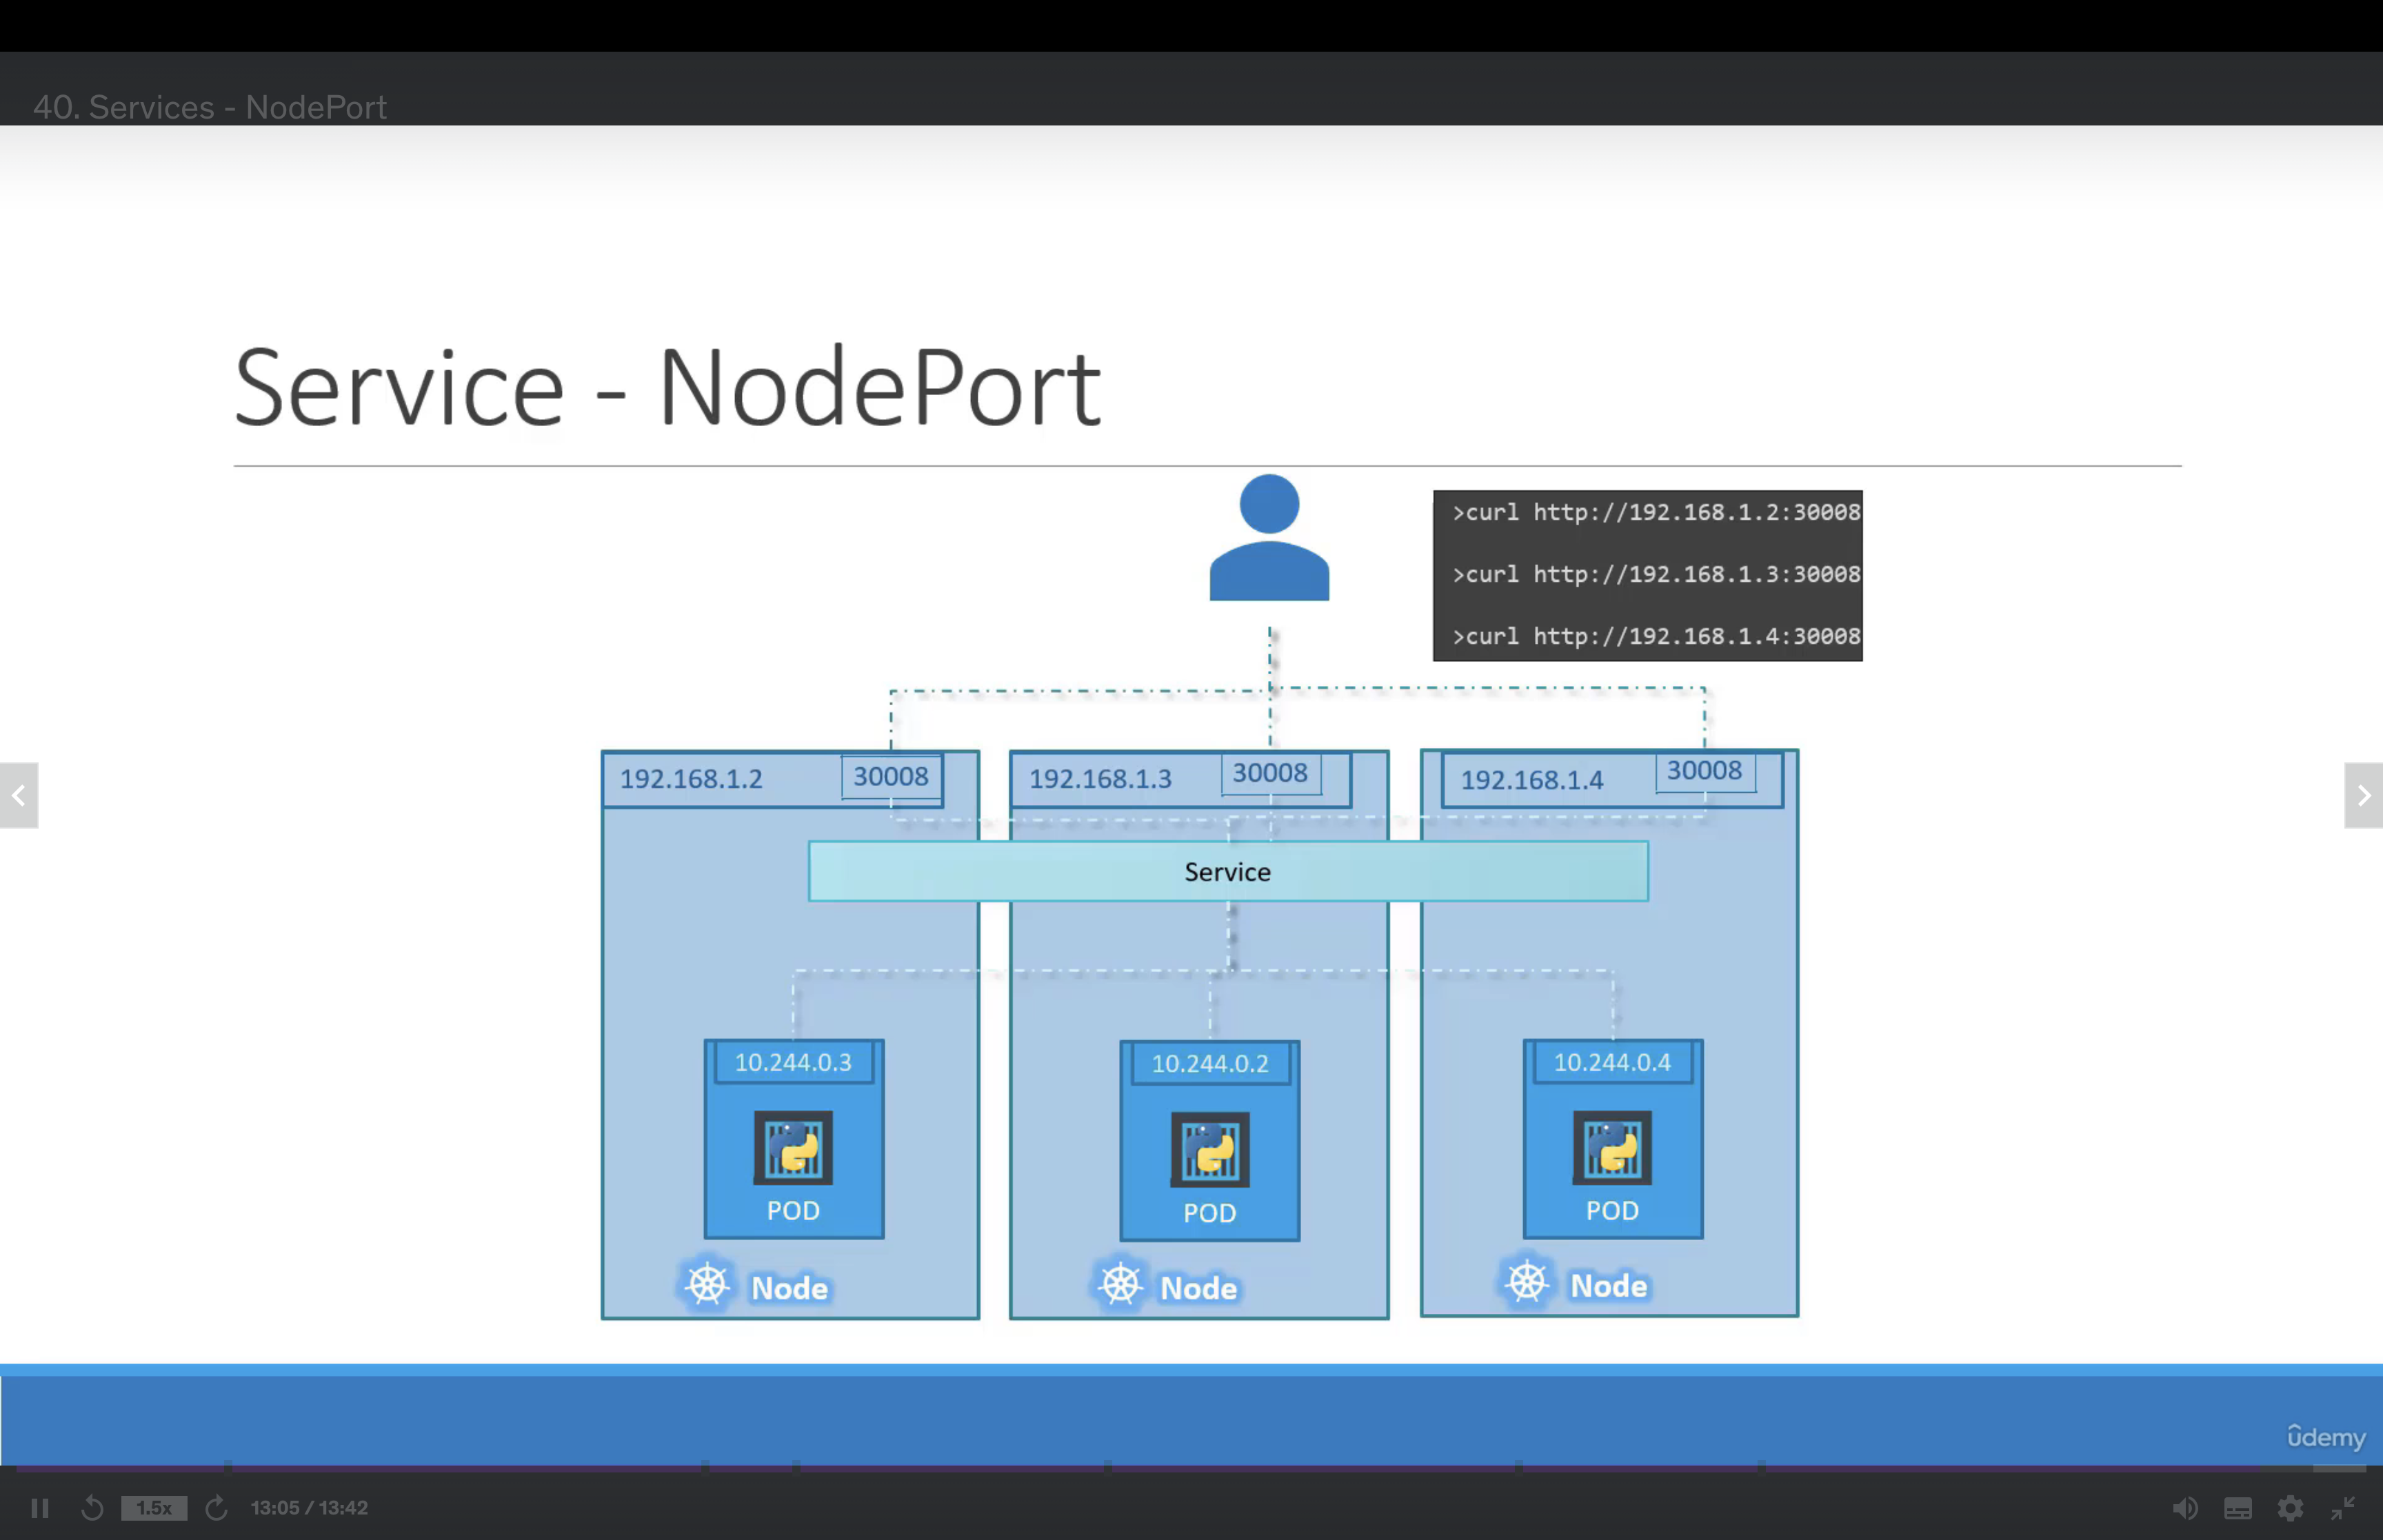 40. Services - NodePort
Service - NodePort
>curl http://192.168.1.2:30008
>curl http://192.168.1.3:30008
>curl http://192.168.1.4:30008
192.168.1.2 30008
192.168.1.3 30008
192.168.1.4 30008
Service
10.244.0.3
10.244.0.2
10.244.0.4
POD
POD
POD
Node
Node
Node
ûdemy
1.5x
13:05 / 13:42